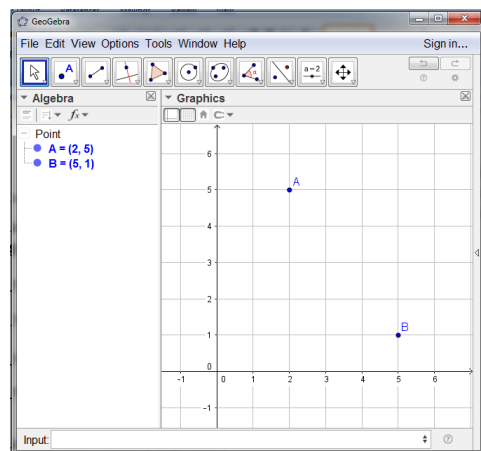 GeoGebra
File Edit View Options Tools Window Help Sign in...
A a=2
Algebra Graphics
fx
Point
A = (2, 5)
B = (5, 1)
6
A
5
4
3
2
B
1
0
-1 0 1 2 3 4 5 6
-1
Input: